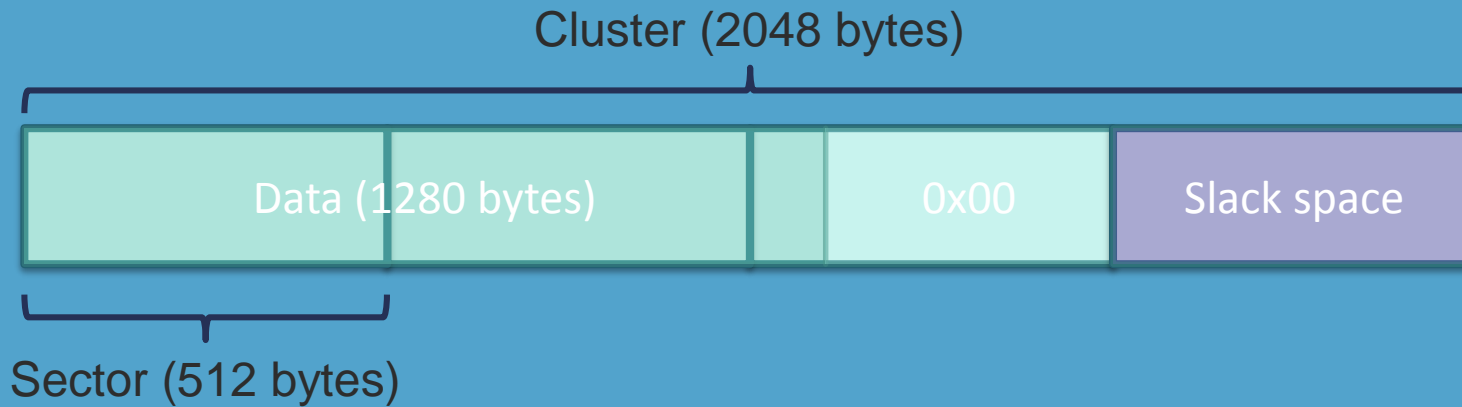 Cluster (2048 bytes)
Data (1280 bytes) 0x00 Slack space
Sector (512 bytes)